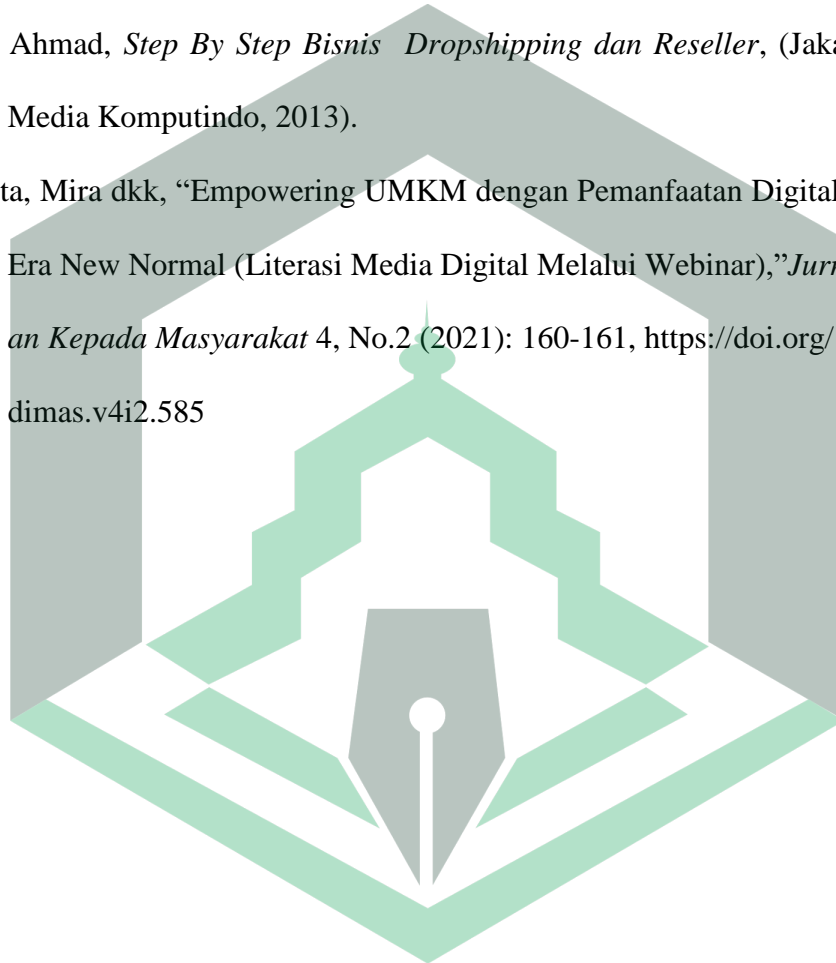 Ahmad, Step By Step Bisnis Dropshipping dan Reseller, (Jaka
Media Komputindo, 2013).
ta, Mira dkk, “Empowering UMKM dengan Pemanfaatan Digital
Era New Normal (Literasi Media Digital Melalui Webinar),”Jurn
an Kepada Masyarakat 4, No.2 (2021): 160-161, https://doi.org/
dimas.v4i2.585